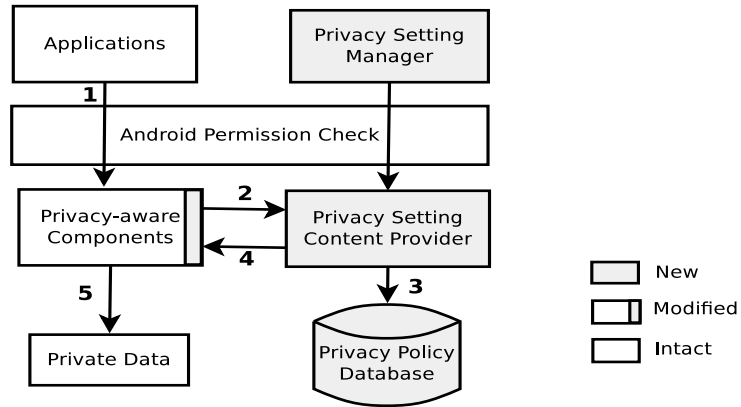 Applications
Privacy Setting
Manager
1
Android Permission Check
Privacy-aware
Components
2
4
Privacy Setting
Content Provider
5
3
Private Data
Privacy Policy
Database
New
Modified
Intact